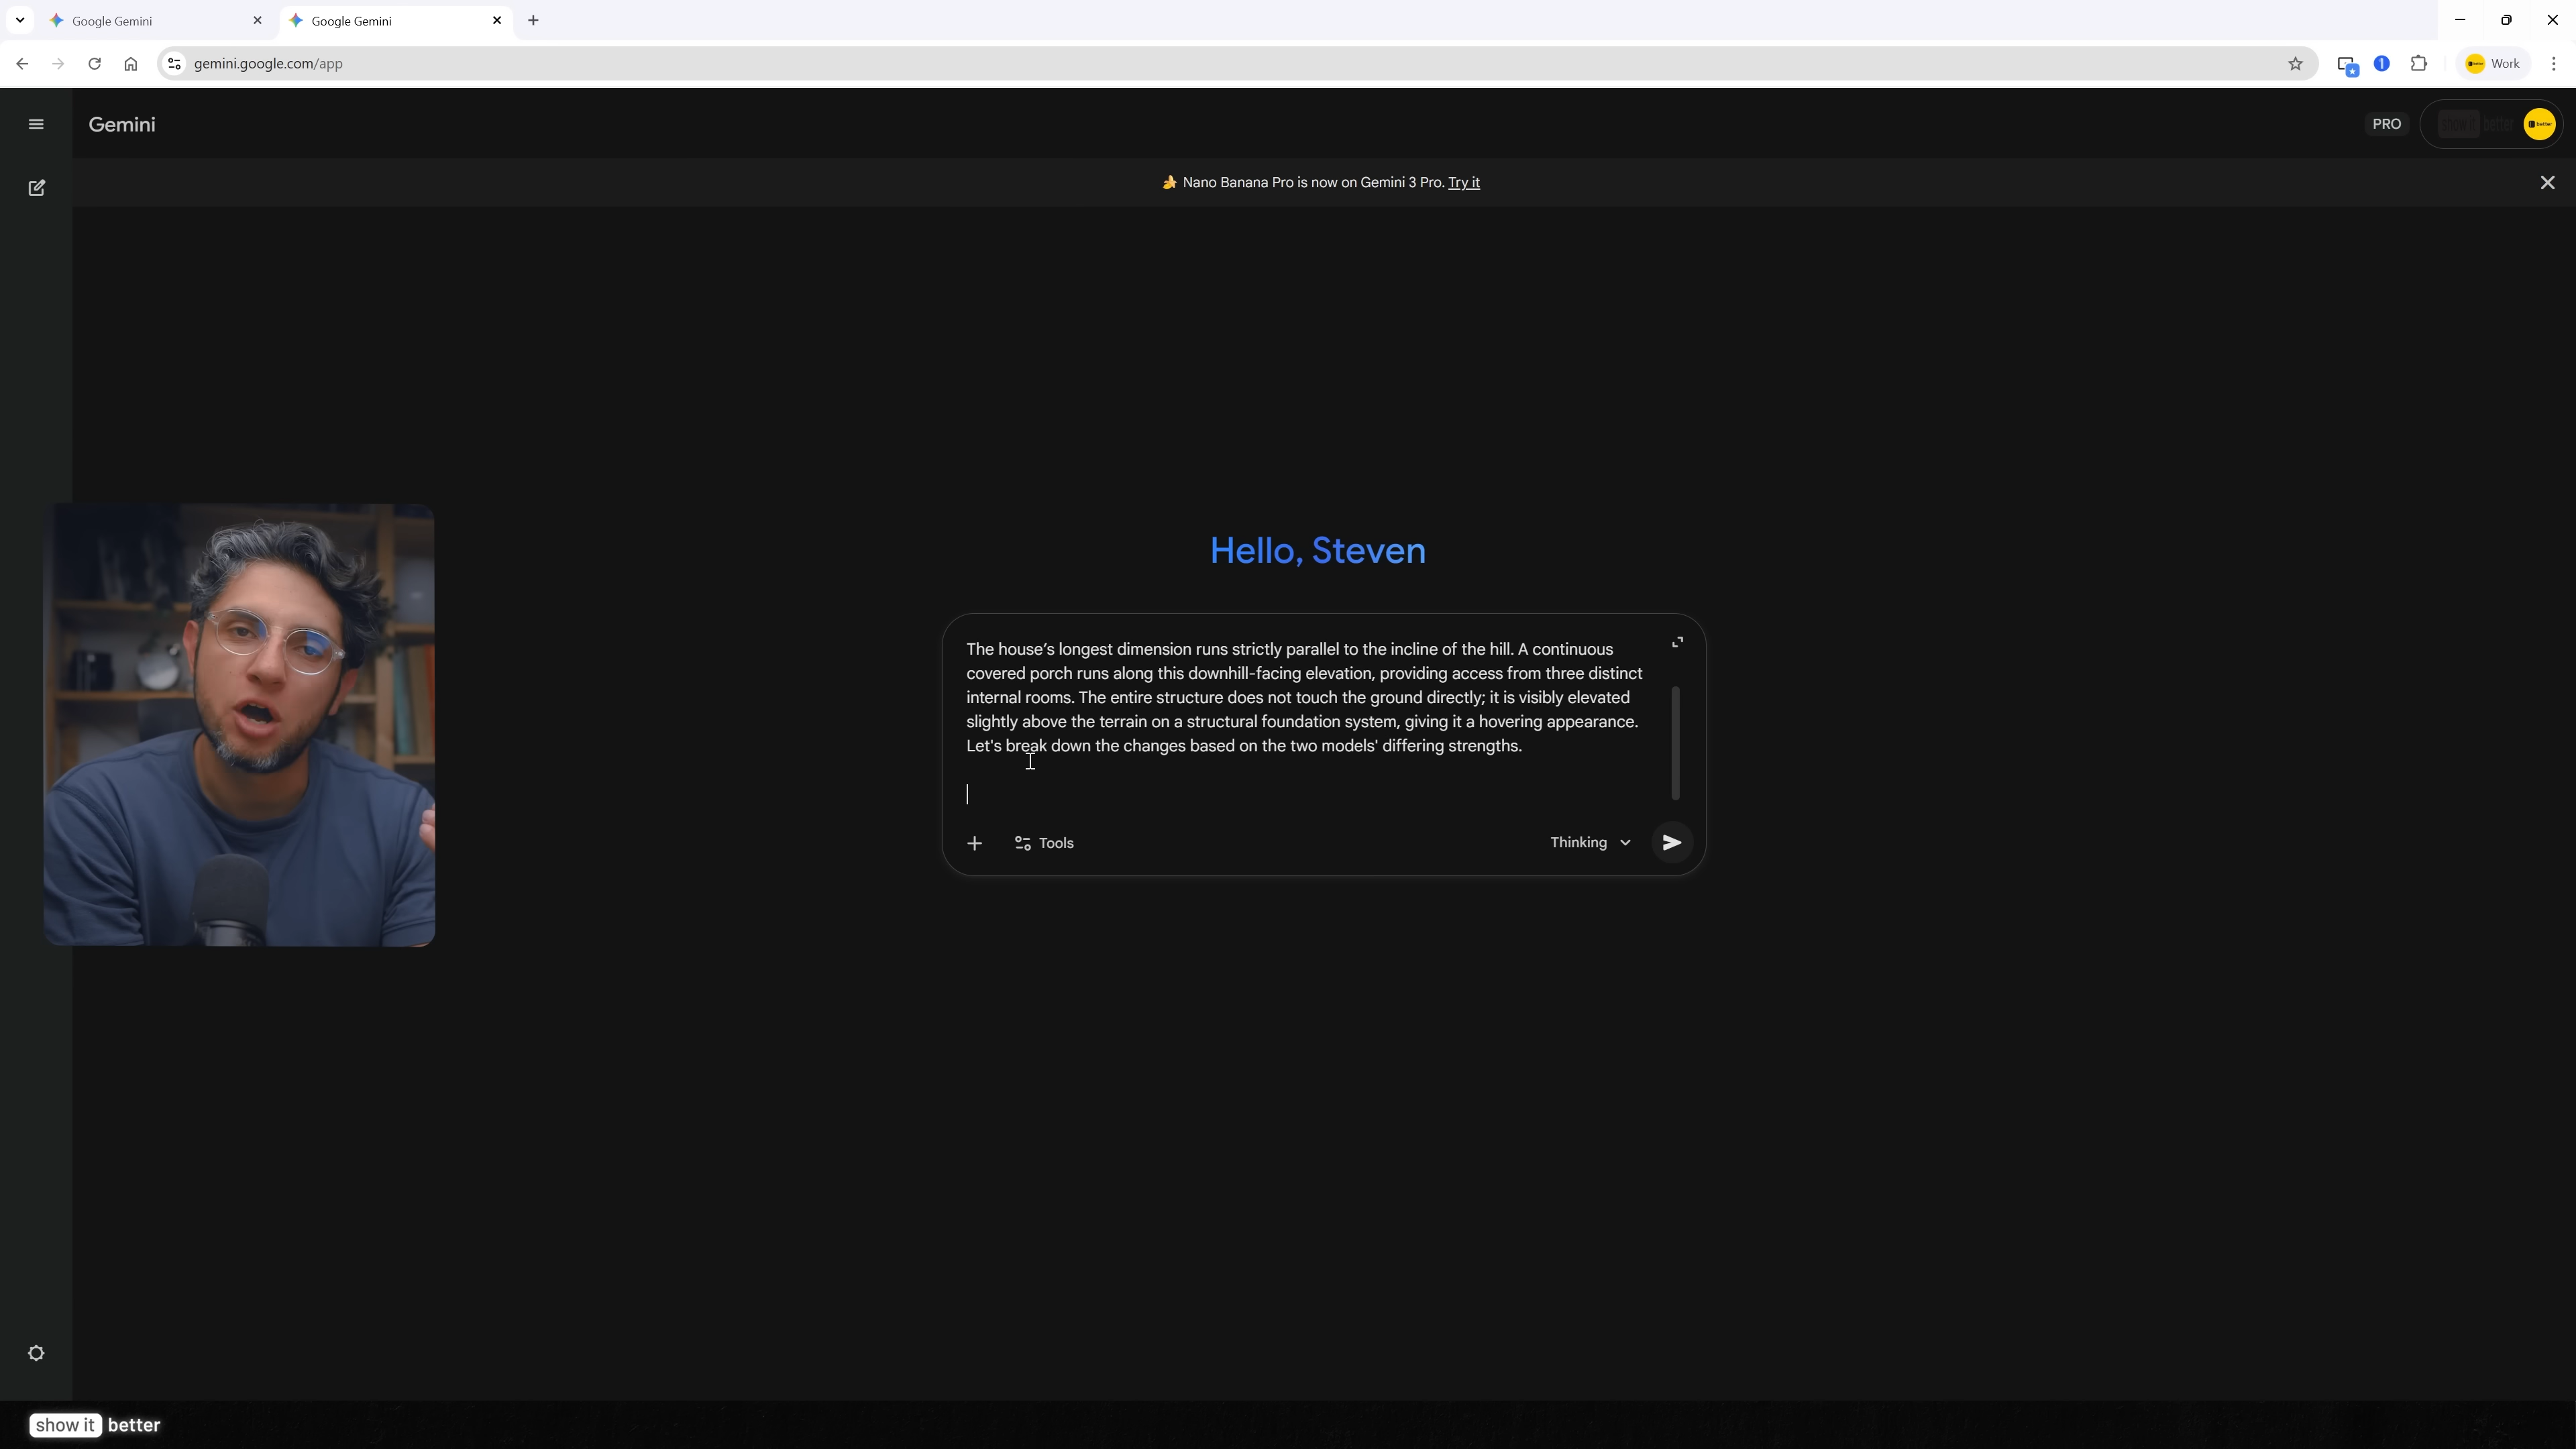 Google Gemini
Google Gemini
gemini.google.com/app
Work
Gemini
PRO
show it better
better
🍌 Nano Banana Pro is now on Gemini 3 Pro. Try it
Hello, Steven
The house’s longest dimension runs strictly parallel to the incline of the hill. A continuous
covered porch runs along this downhill-facing elevation, providing access from three distinct
internal rooms. The entire structure does not touch the ground directly; it is visibly elevated
slightly above the terrain on a structural foundation system, giving it a hovering appearance.
Let's break down the changes based on the two models' differing strengths.
Tools
Thinking
show it better